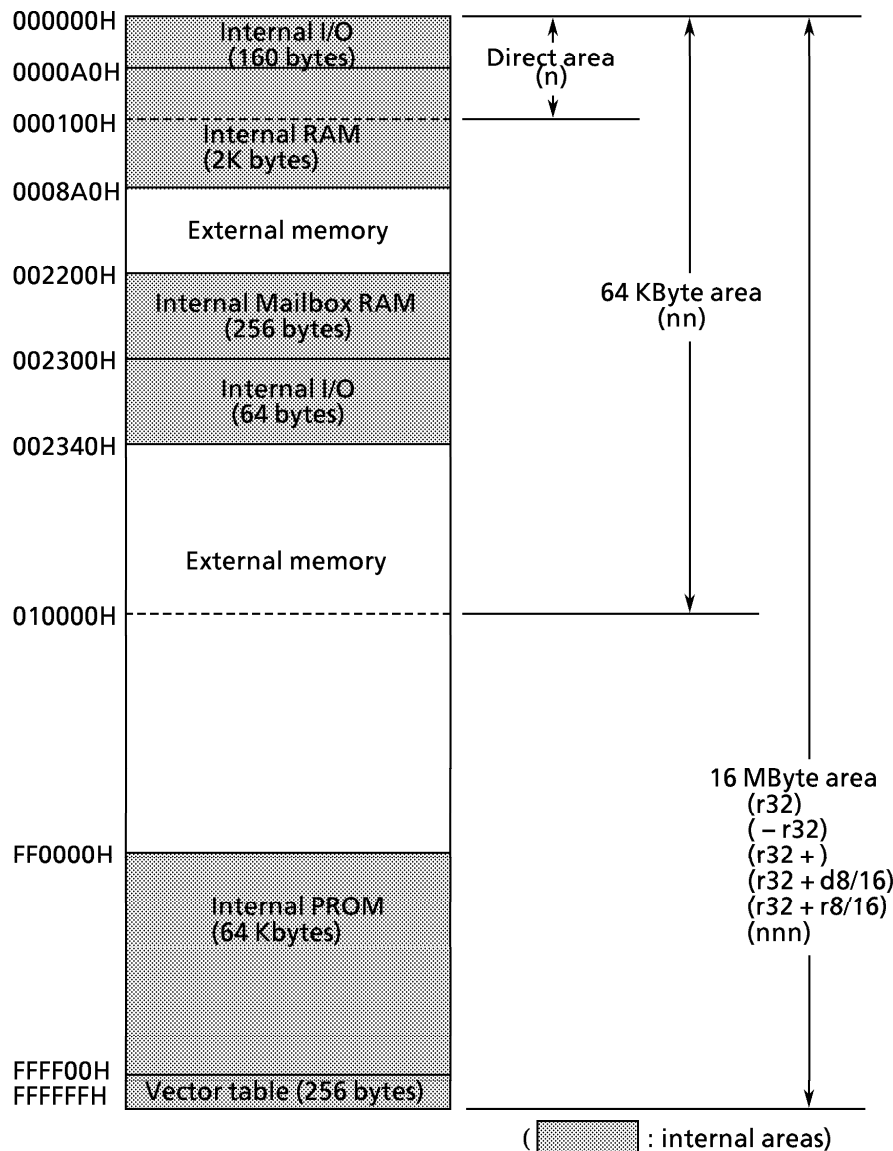 000000H
Internal I/O
(160 bytes)
Direct area
(n)
0000A0H
000100H
Internal RAM
(2K bytes)
0008A0H
External memory
002200H
Internal Mailbox RAM
(256 bytes)
64 KByte area
(nn)
002300H
Internal I/O
(64 bytes)
002340H
External memory
010000H
16 MByte area
(r32)
( – r32)
(r32 + )
(r32 + d8/16)
(r32 + r8/16)
(nnn)
FF0000H
Internal PROM
(64 Kbytes)
FFFF00H
Vector table (256 bytes)
FFFFFFH
( : internal areas)